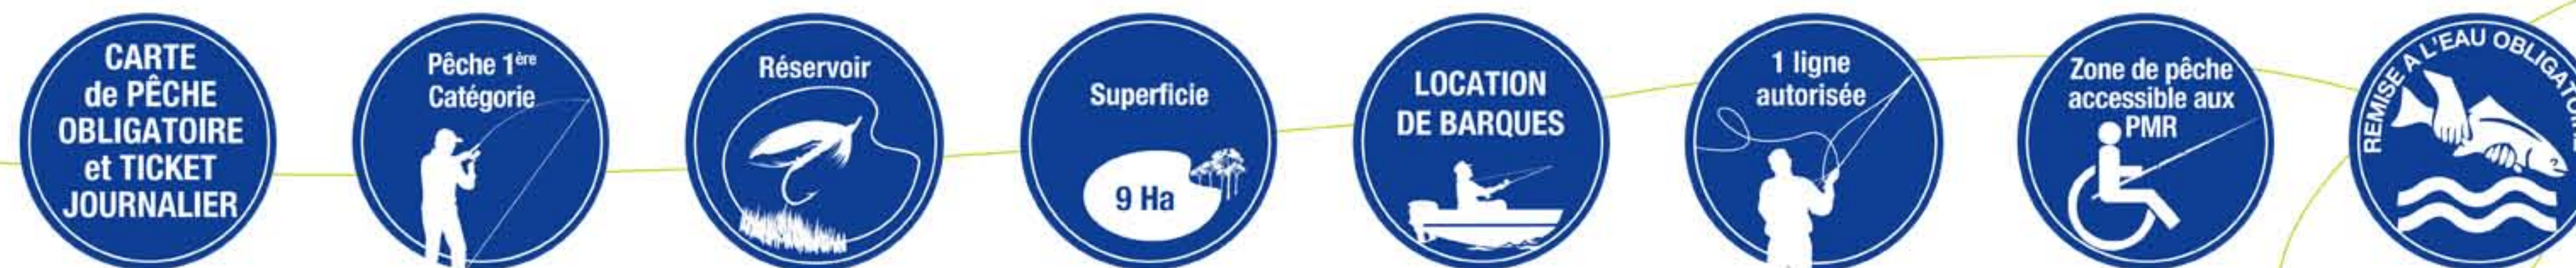 CARTE
de PÊCHE
OBLIGATOIRE
et TICKET
JOURNALIER
Pêche 1ère
Catégorie
Réservoir
Superficie
9 Ha
LOCATION
DE BARQUES
1 ligne
autorisée
Zone de pêche
accessible aux
PMR
REMISE A L'EAU